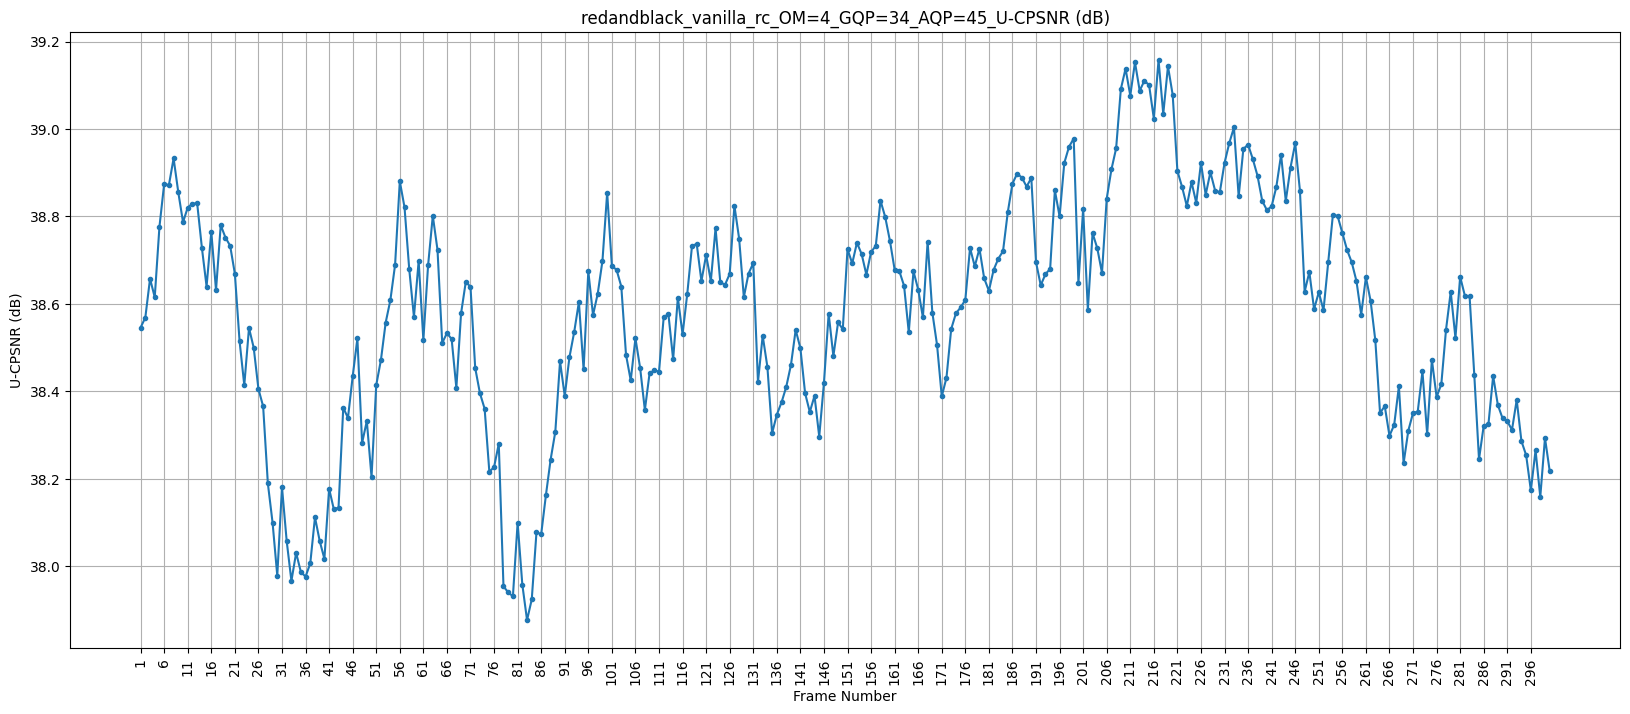 redandblack_vanilla_rc_OM=4_GQP=34_AQP=45_U-CPSNR (dB)
39.2
39.0
38.8
38.6
38.4
38.2
38.0
U-CPSNR (dB)
1 6 11 16 21 26 31 36 41 46 51 56 61 66 71 76 81 86 91 96 101 106 111 116 121 126 131 136 141 146 151 156 161 166 171 176 181 186 191 196 201 206 211 216 221 226 231 236 241 246 251 256 261 266 271 276 281 286 291 296
Frame Number